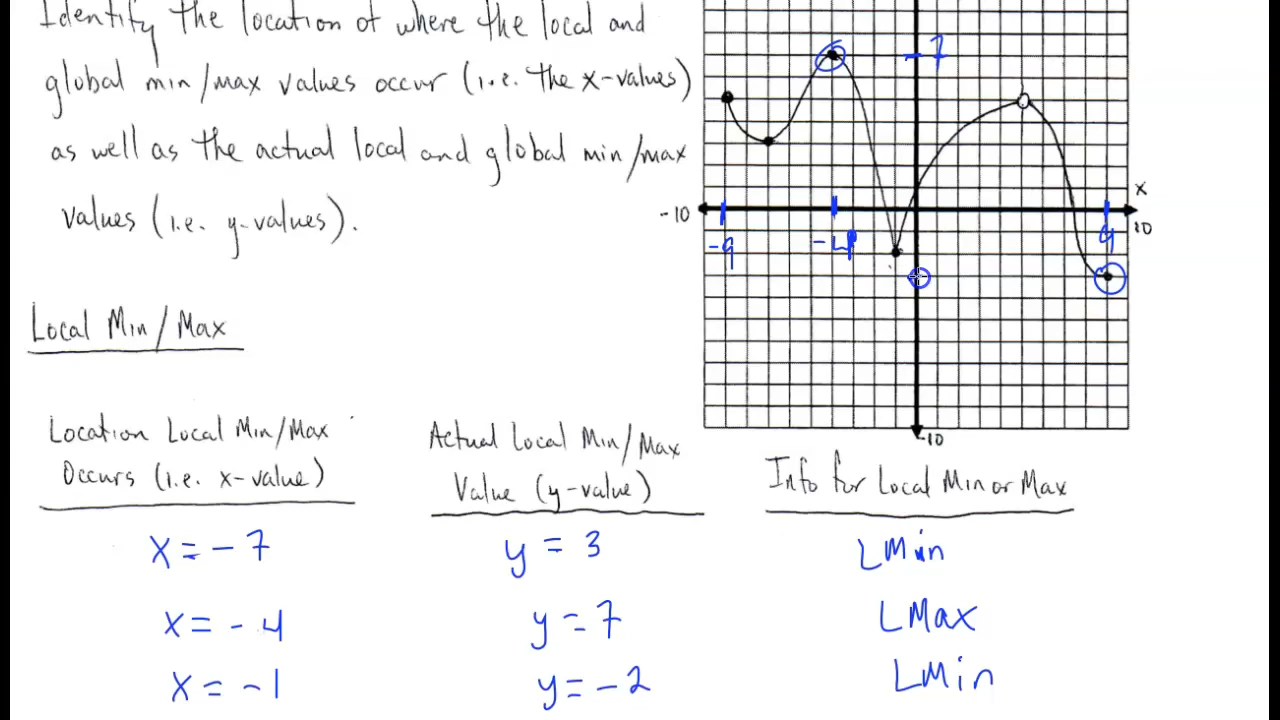 Identify the location of where the local and
global min/max values occur (i.e. the x-values)
as well as the actual local and global min/max
values (i.e. y-values).
7
x
-10
10
-9
-4
9
-10
Local Min/Max
Location Local Min/Max
Occurs (i.e. x-value)
Actual Local Min/Max
Value (y-value)
Info for Local Min or Max
x = -7
y = 3
LMin
x = -4
y = 7
LMax
x = -1
y = -2
LMin